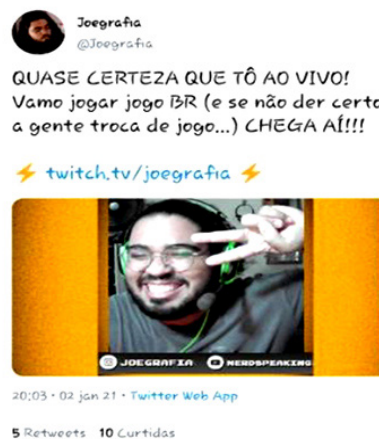 Joegrafia
@Joegrafia
QUASE CERTEZA QUE TÔ AO VIVO!
Vamo jogar jogo BR (e se não der certo
a gente troca de jogo...) CHEGA AÍ!!!
⚡ twitch.tv/joegrafia ⚡
JOEGRAFIA NERDSPEAKING
20:03 · 02 jan 21 · Twitter Web App
5 Retweets 10 Curtidas